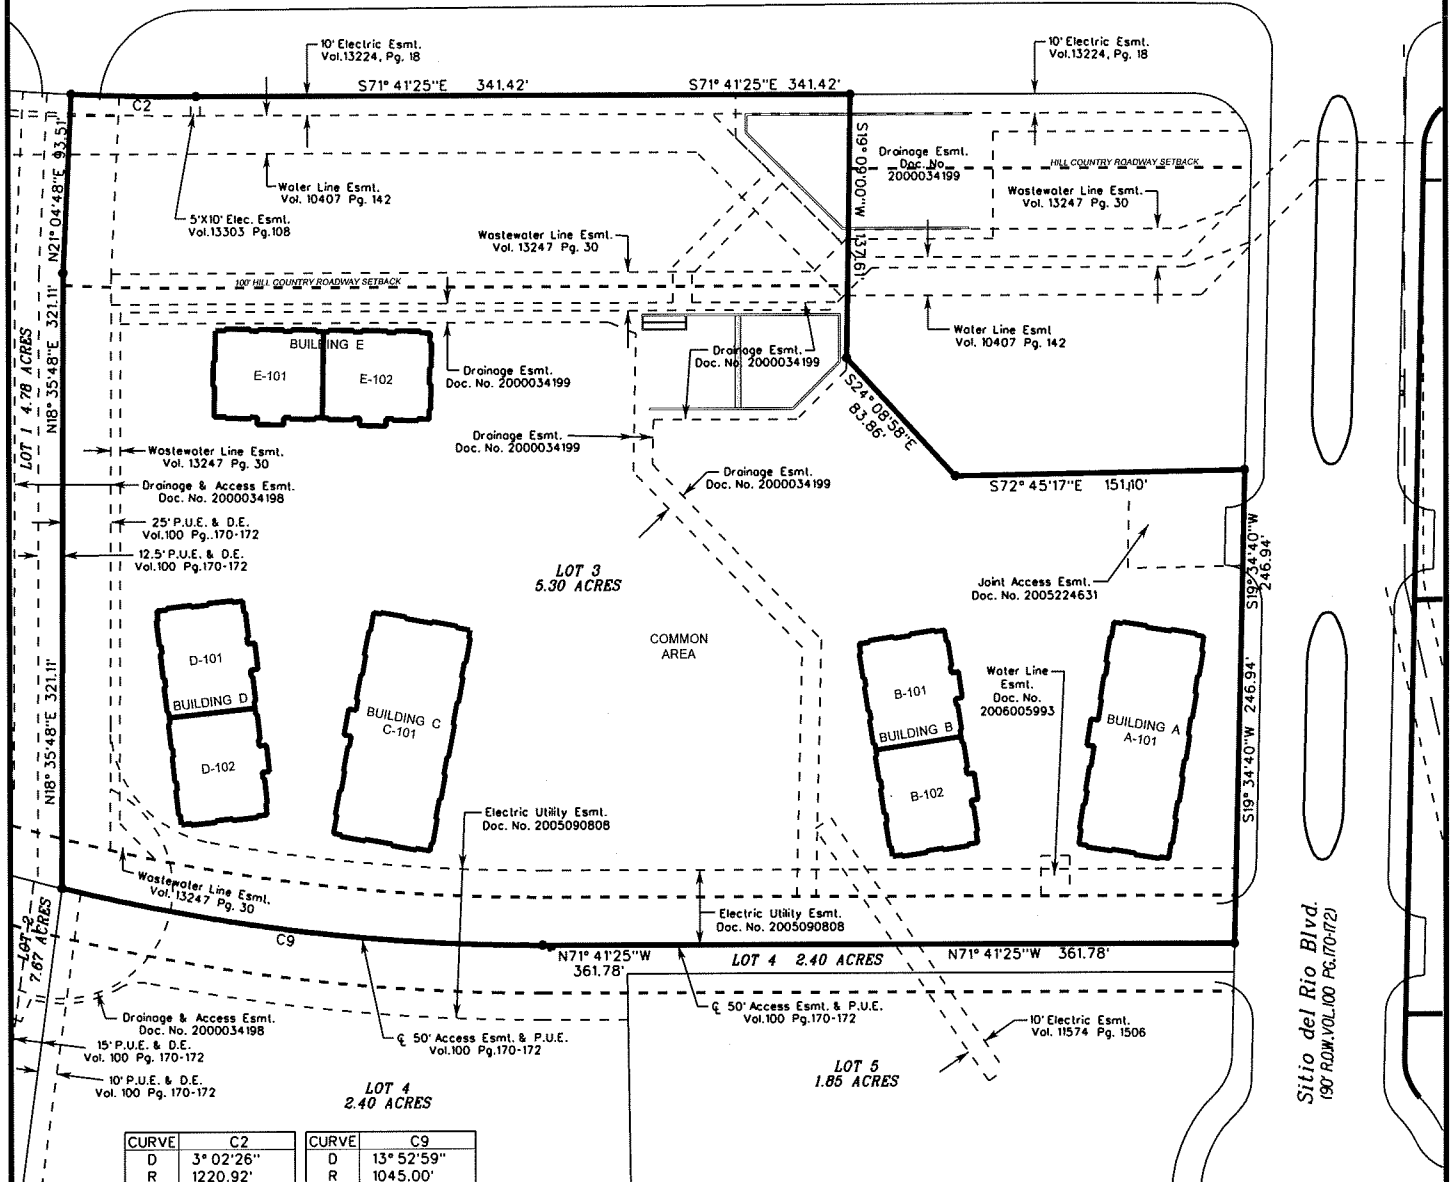 10' Electric Esmt.
Vol.13224, Pg. 18
10' Electric Esmt.
Vol.13224, Pg. 18
S71° 41'25"E 341.42'
S71° 41'25"E 341.42'
C2
N21° 04'48"E 93.51'
Water Line Esmt.
Vol. 10407 Pg. 142
5'X10' Elec. Esmt.
Vol.13303 Pg.108
Wastewater Line Esmt.
Vol. 13247 Pg. 30
100' HILL COUNTRY ROADWAY SETBACK
S19° 09'00"W 137.61'
Drainage Esmt.
Doc. No.
2000034199
HILL COUNTRY ROADWAY SETBACK
Wastewater Line Esmt.
Vol. 13247 Pg. 30
Water Line Esmt
Vol. 10407 Pg. 142
BUILDING E
E-101
E-102
Drainage Esmt.
Doc. No. 2000034199
Drainage Esmt.
Doc. No. 2000034199
S24° 08'58"E
83.86'
LOT 1 4.78 ACRES
N18° 35'48"E 321.11'
Drainage Esmt.
Doc. No. 2000034199
Wastewater Line Esmt.
Vol. 13247 Pg. 30
Drainage & Access Esmt.
Doc. No. 2000034198
Drainage Esmt.
Doc. No. 2000034199
S72° 45'17"E 151.10'
25' P.U.E. & D.E.
Vol.100 Pg..170-172
12.5' P.U.E. & D.E.
Vol.100 Pg.170-172
LOT 3
5.30 ACRES
Joint Access Esmt.
Doc. No. 2005224631
S19° 34'40"W
246.94'
COMMON
AREA
D-101
BUILDING D
D-102
BUILDING C
C-101
B-101
BUILDING B
B-102
Water Line
Esmt.
Doc. No.
2006005993
BUILDING A
A-101
N18° 35'48"E 321.11'
S19° 34'40"W 246.94'
Electric Utility Esmt.
Doc. No. 2005090808
Wastewater Line Esmt.
Vol. 13247 Pg. 30
Electric Utility Esmt.
Doc. No. 2005090808
C9
N71° 41'25"W
361.78'
LOT 4 2.40 ACRES
N71° 41'25"W 361.78'
LOT 2
7.67 ACRES
Drainage & Access Esmt.
Doc. No. 2000034198
15' P.U.E. & D.E.
Vol. 100 Pg. 170-172
10' P.U.E. & D.E.
Vol. 100 Pg. 170-172
℄ 50' Access Esmt. & P.U.E.
Vol.100 Pg.170-172
℄ 50' Access Esmt. & P.U.E.
Vol.100 Pg.170-172
10' Electric Esmt.
Vol. 11574 Pg. 1506
Sitio del Rio Blvd.
(90' R.O.W. VOL.100 PG.170-172)
LOT 5
1.85 ACRES
LOT 4
2.40 ACRES
CURVE C2
D 3° 02'26"
R 1220.92'
CURVE C9
D 13° 52'59"
R 1045.00'